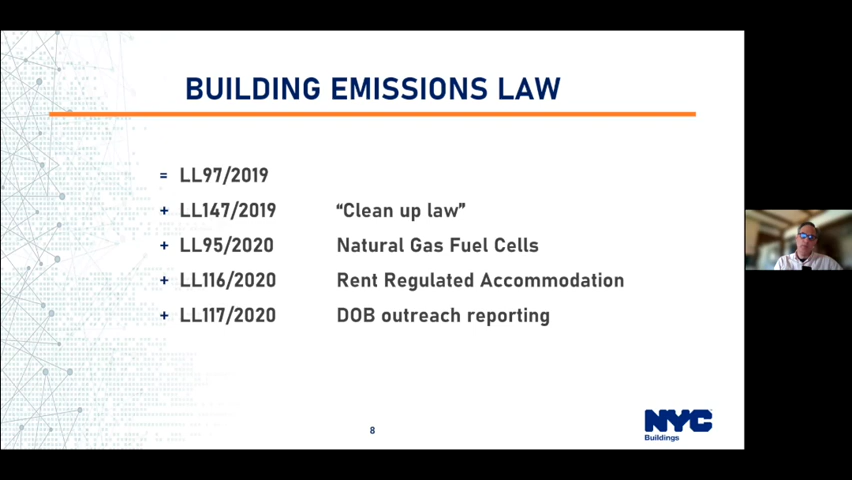 BUILDING EMISSIONS LAW
= LL97/2019
+ LL147/2019 “Clean up law”
+ LL95/2020 Natural Gas Fuel Cells
+ LL116/2020 Rent Regulated Accommodation
+ LL117/2020 DOB outreach reporting
8
NYC
Buildings